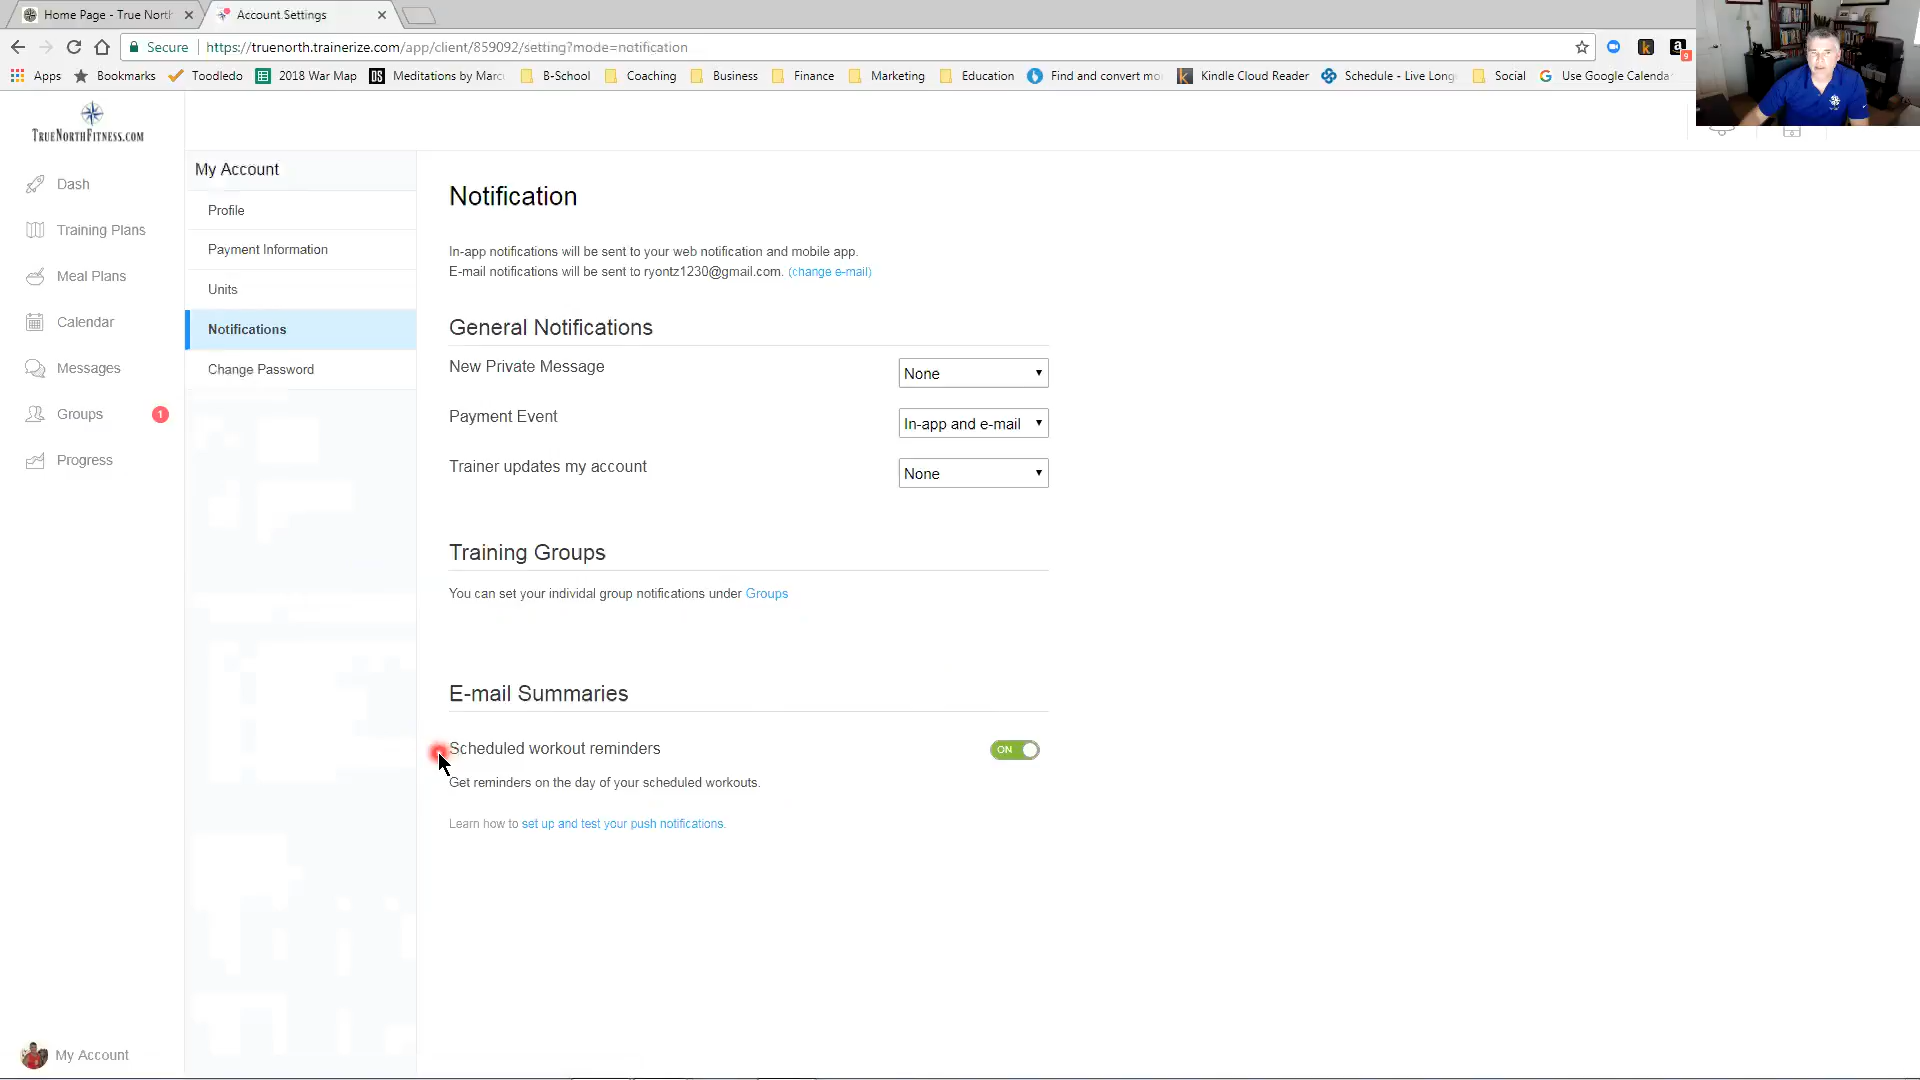 Home Page - True North
Account Settings
Secure
https://truenorth.trainerize.com/app/client/859092/setting?mode=notification
Apps
Bookmarks
Toodledo
2018 War Map
DS
Meditations by Marcu
B-School
Coaching
Business
Finance
Marketing
Education
Find and convert mo
Kindle Cloud Reader
Schedule - Live Long
Social
Use Google Calenda
TrueNorthFitness.com
Dash
Training Plans
Meal Plans
Calendar
Messages
Groups
1
Progress
My Account
My Account
Profile
Payment Information
Units
Notifications
Change Password
Notification
In-app notifications will be sent to your web notification and mobile app.
E-mail notifications will be sent to ryontz1230@gmail.com. (change e-mail)
General Notifications
New Private Message
None
Payment Event
In-app and e-mail
Trainer updates my account
None
Training Groups
You can set your individal group notifications under Groups
E-mail Summaries
Scheduled workout reminders
ON
Get reminders on the day of your scheduled workouts.
Learn how to set up and test your push notifications.